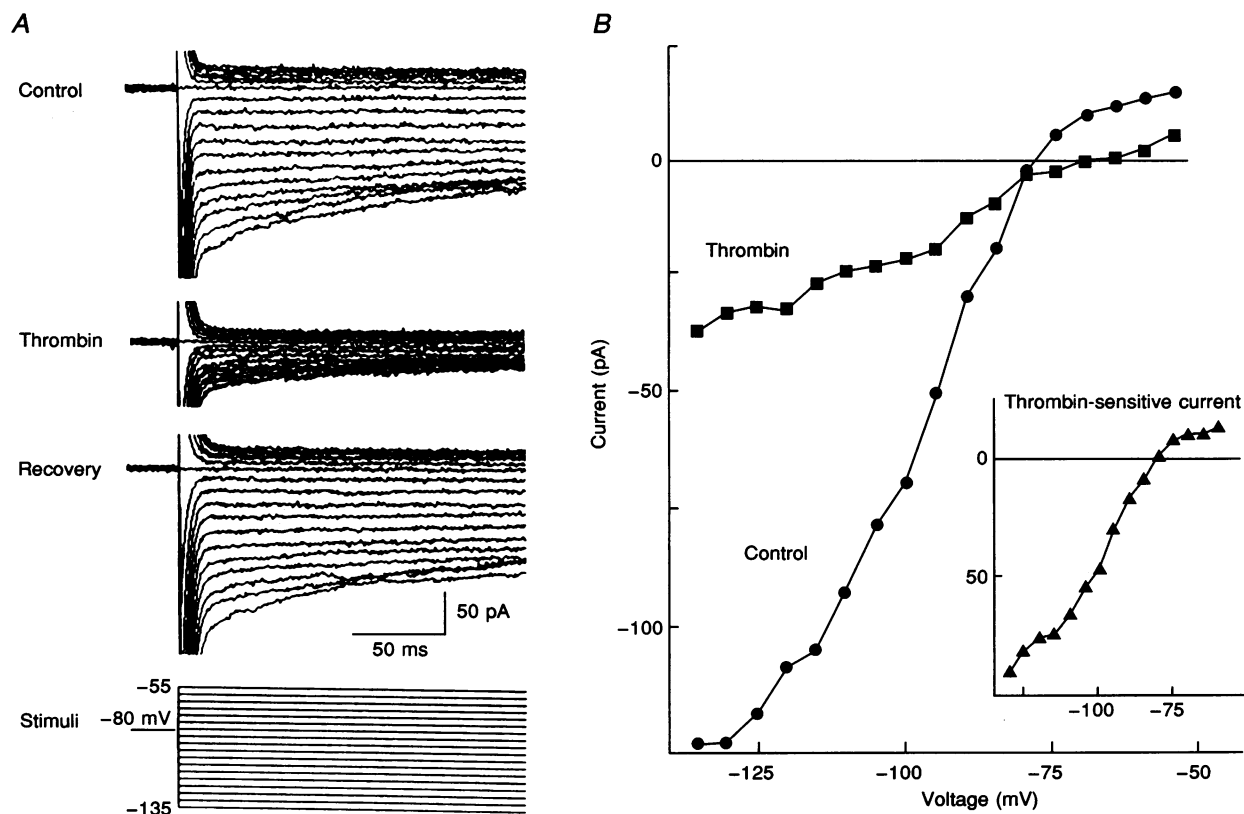 A
Control
Thrombin
Recovery
50 pA
50 ms
Stimuli
-55
-80 mV
-135
B
0
-50
-100
Current (pA)
-125
-100
-75
-50
Voltage (mV)
Thrombin
Control
Thrombin-sensitive current
0
50
-100
-75